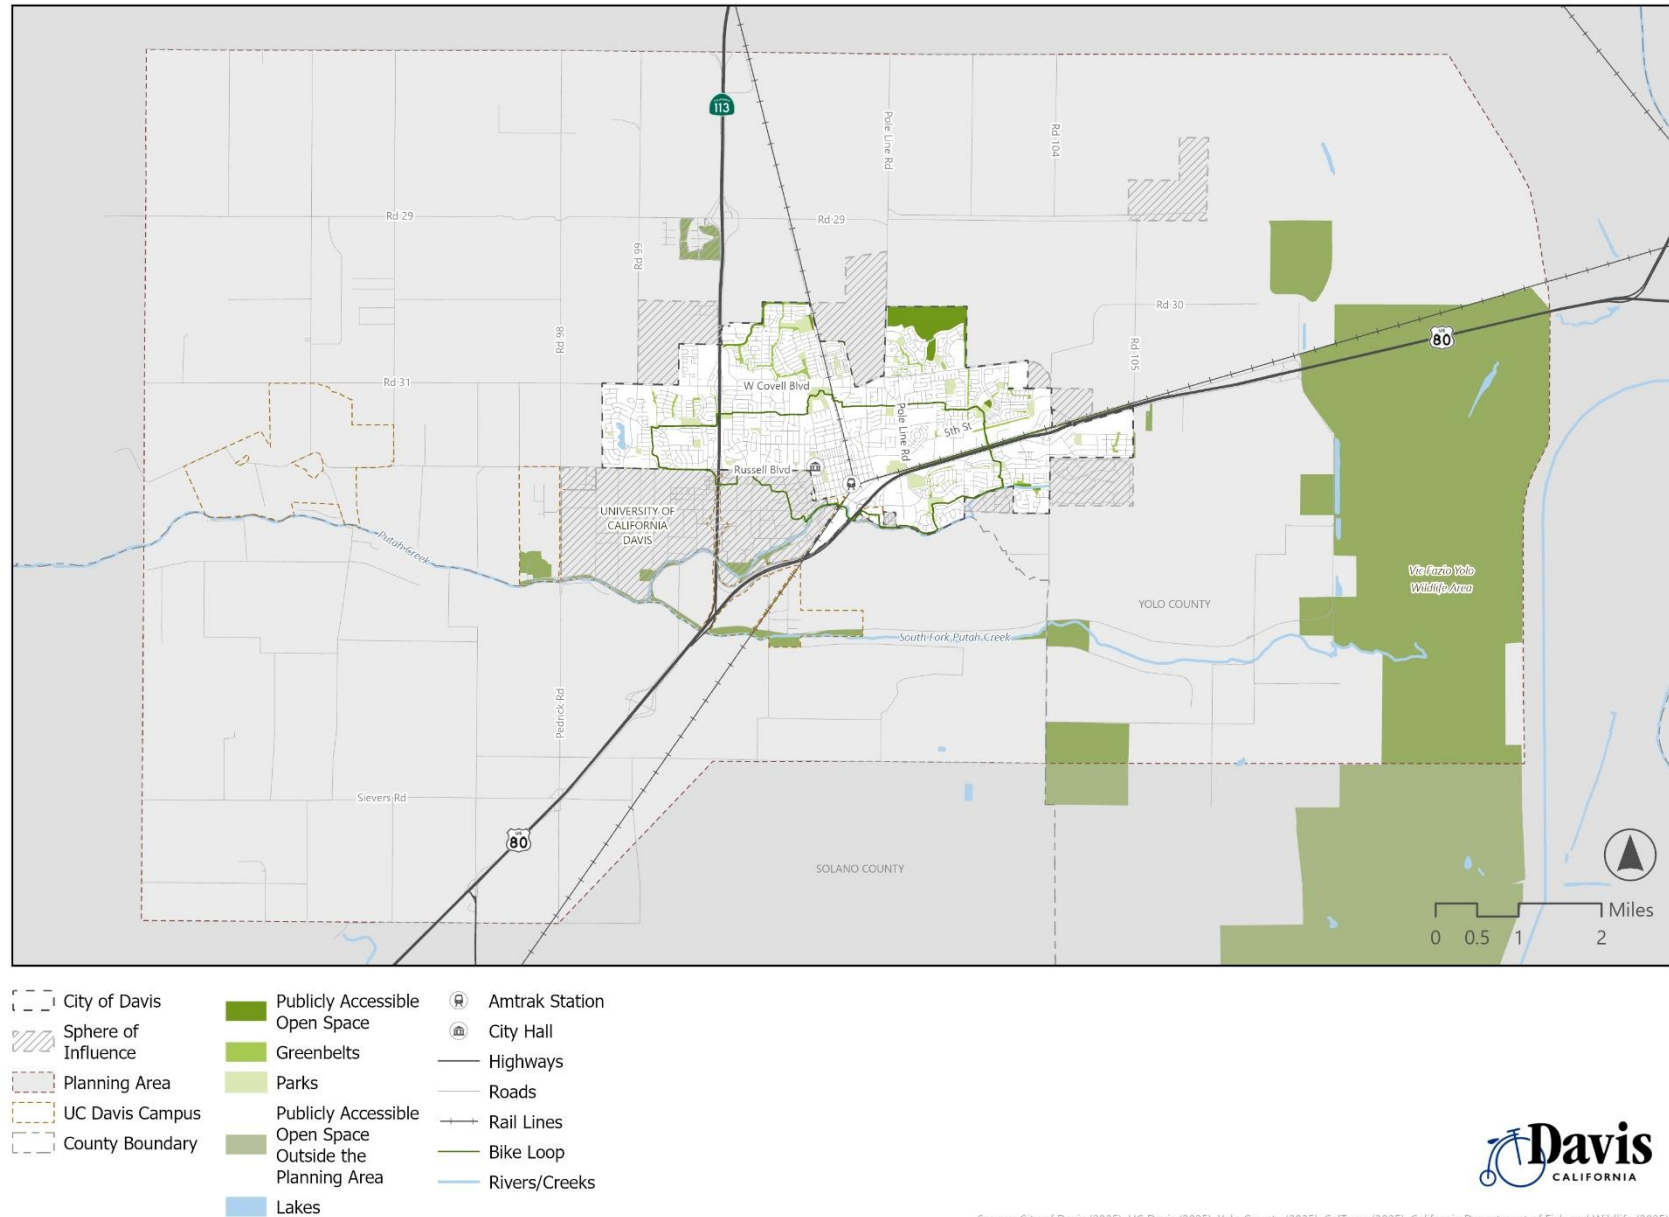 113
Pole Line Rd
Rd 104
Rd 29
Rd 29
Rd 99
Rd 30
Rd 98
Rd 105
US
80
Rd 31
W Covell Blvd
Pole Line Rd
5th St
Russell Blvd
UNIVERSITY OF
CALIFORNIA
DAVIS
Putah Creek
Vic Fazio Yolo
Wildlife Area
YOLO COUNTY
South Fork Putah Creek
Pedrick Rd
Sievers Rd
US
80
SOLANO COUNTY
Miles
0 0.5 1 2
City of Davis
Sphere of
Influence
Planning Area
UC Davis Campus
County Boundary
Publicly Accessible
Open Space
Greenbelts
Parks
Publicly Accessible
Open Space
Outside the
Planning Area
Lakes
Amtrak Station
City Hall
Highways
Roads
Rail Lines
Bike Loop
Rivers/Creeks
Davis
CALIFORNIA